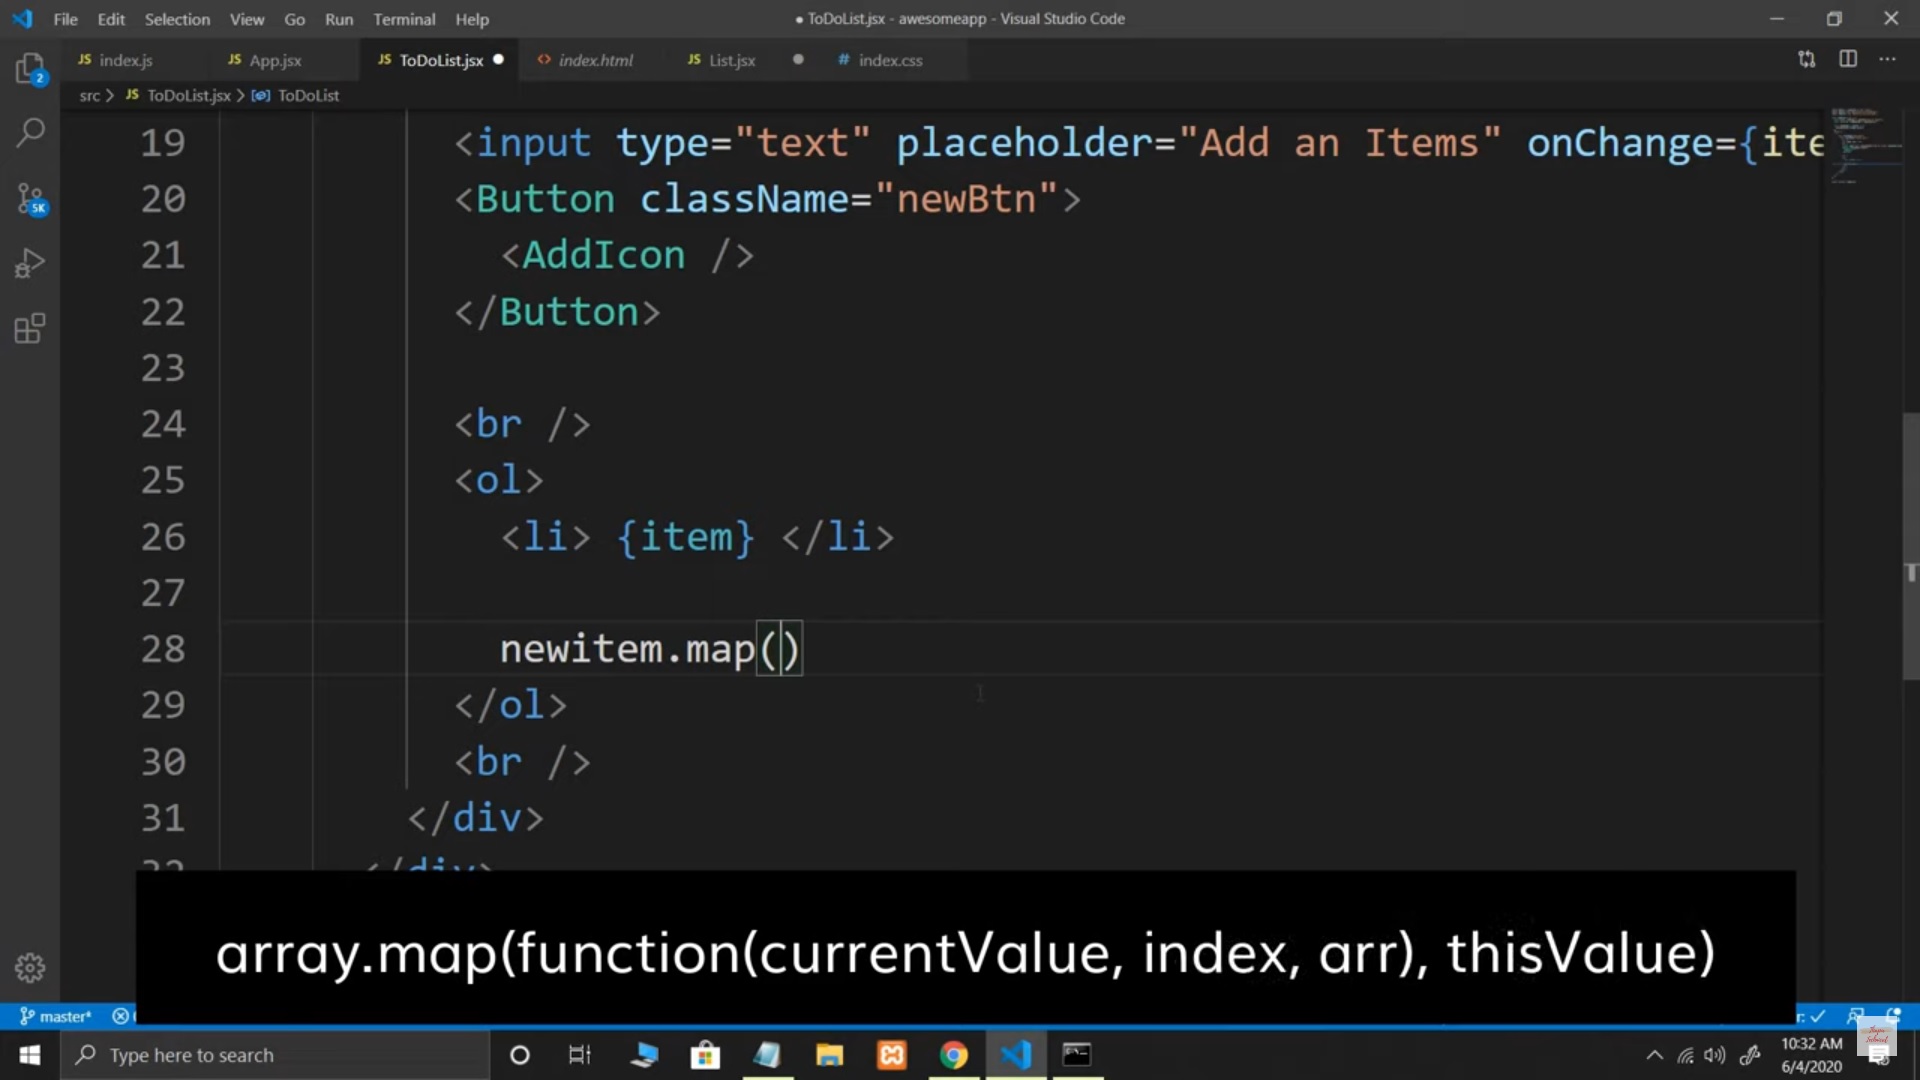 File Edit Selection View Go Run Terminal Help
● ToDoList.jsx - awesomeapp - Visual Studio Code
JS index.js JS App.jsx JS ToDoList.jsx ● <> index.html JS List.jsx ● # index.css
src > JS ToDoList.jsx > ToDoList
2
5K
19 <input type="text" placeholder="Add an Items" onChange={ite
20 <Button className="newBtn">
21 <AddIcon />
22 </Button>
23
24 <br />
25 <ol>
26 <li> {item} </li>
27
28 newitem.map()
29 </ol>
30 <br />
31 </div>
32 </div>
array.map(function(currentValue, index, arr), thisValue)
master*
Type here to search
10:32 AM
6/4/2020